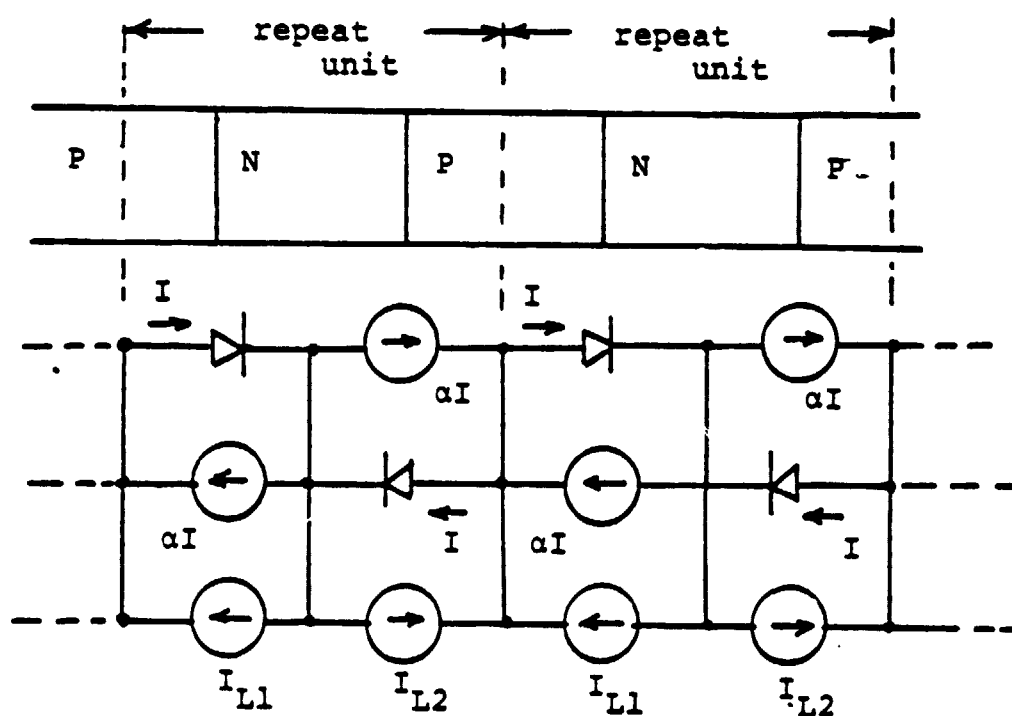 repeat unit
repeat unit
P N P N P
I I
αI αI
αI I αI I
I_L1 I_L2 I_L1 I_L2